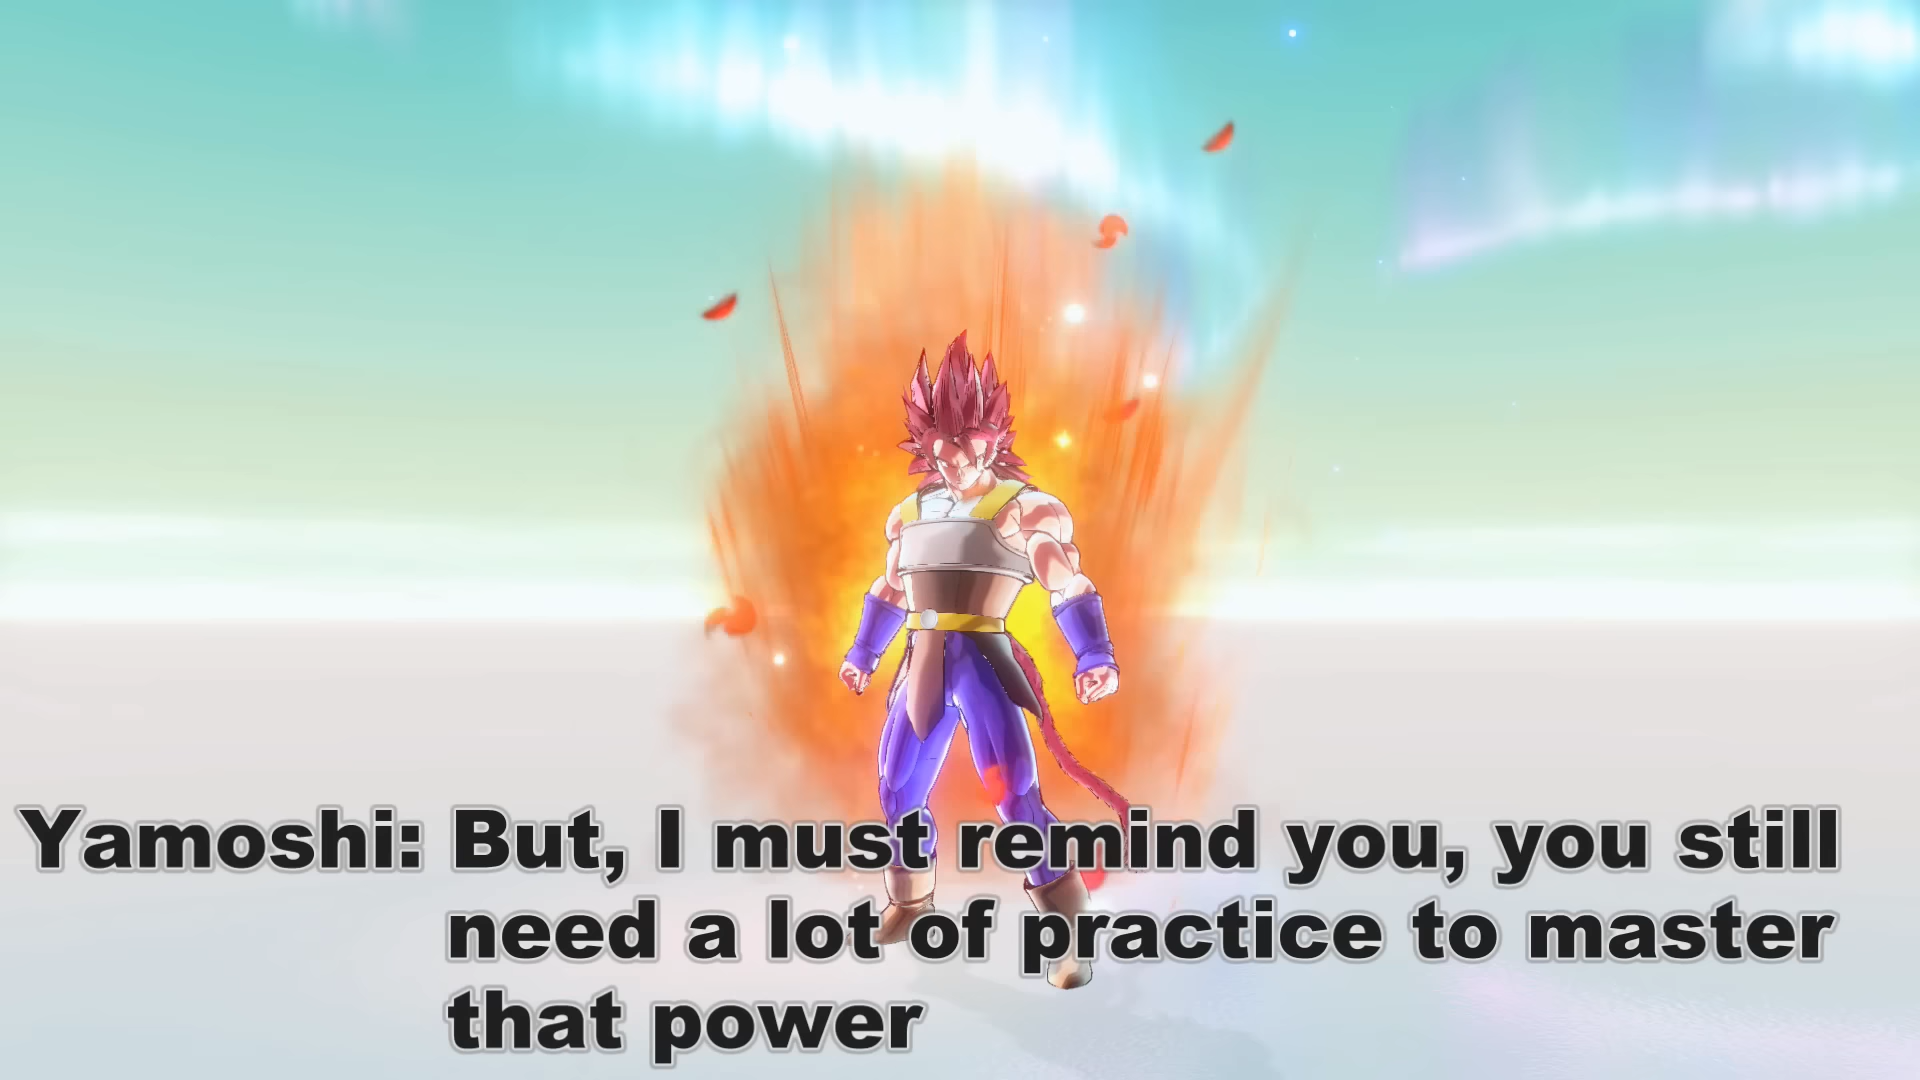 Yamoshi: But, I must remind you, you still
need a lot of practice to master
that power